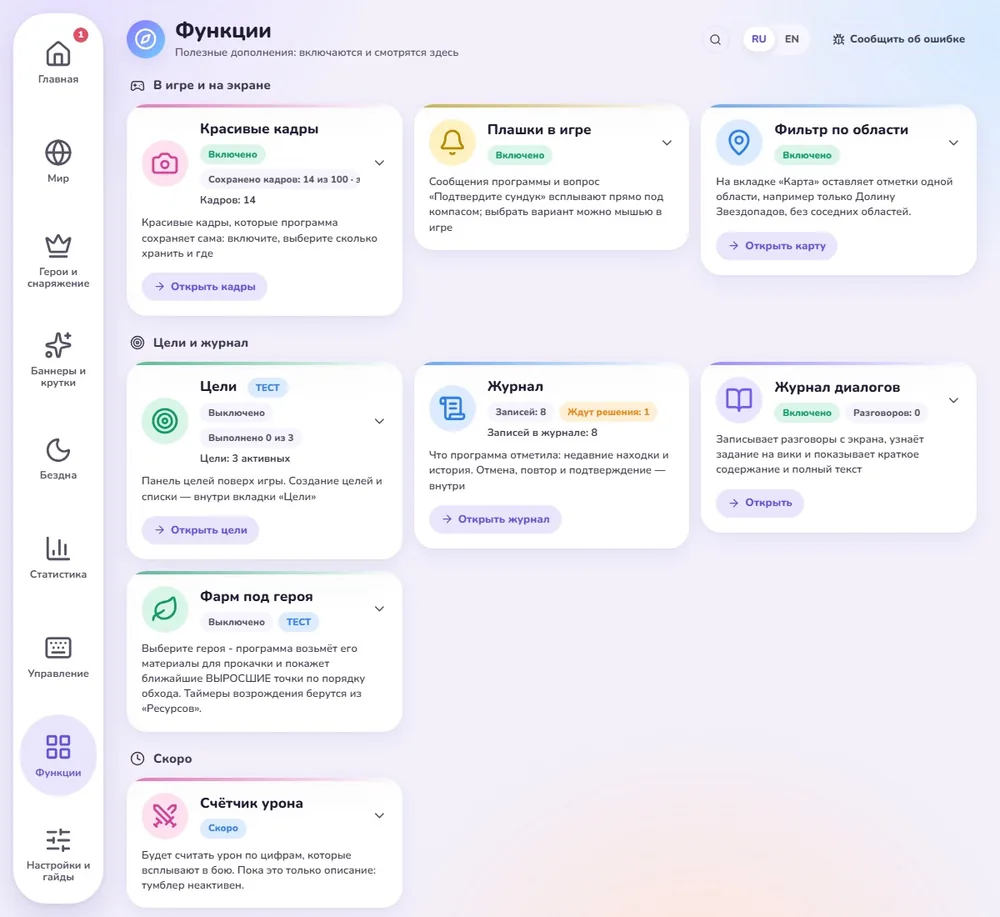 1
Главная
Мир
Герои и
снаряжение
Баннеры и
крутки
Бездна
Статистика
Управление
Функции
Настройки и
гайды
Функции
Полезные дополнения: включаются и смотрятся здесь
RU
EN
Сообщить об ошибке
В игре и на экране
Красивые кадры
Включено
Сохранено кадров: 14 из 100 ·
Кадров: 14
Красивые кадры, которые программа
сохраняет сама: включите, выберите сколько
хранить и где
Открыть кадры
Плашки в игре
Включено
Сообщения программы и вопрос
«Подтвердите сундук» всплывают прямо под
компасом; выбрать вариант можно мышью в
игре
Фильтр по области
Включено
На вкладке «Карта» оставляет отметки одной
области, например только Долину
Звездопадов, без соседних областей.
Открыть карту
Цели и журнал
Цели
ТЕСТ
Выключено
Выполнено 0 из 3
Цели: 3 активных
Панель целей поверх игры. Создание целей и
списки — внутри вкладки «Цели»
Открыть цели
Журнал
Записей: 8
Ждут решения: 1
Записей в журнале: 8
Что программа отметила: недавние находки и
история. Отмена, повтор и подтверждение —
внутри
Открыть журнал
Журнал диалогов
Включено
Разговоров: 0
Записывает разговоры с экрана, узнаёт
задание на вики и показывает краткое
содержание и полный текст
Открыть
Фарм под героя
Выключено
ТЕСТ
Выберите героя - программа возьмёт его
материалы для прокачки и покажет
ближайшие ВЫРОСШИЕ точки по порядку
обхода. Таймеры возрождения берутся из
«Ресурсов».
Скоро
Счётчик урона
Скоро
Будет считать урон по цифрам, которые
всплывают в бою. Пока это только описание:
тумблер неактивен.